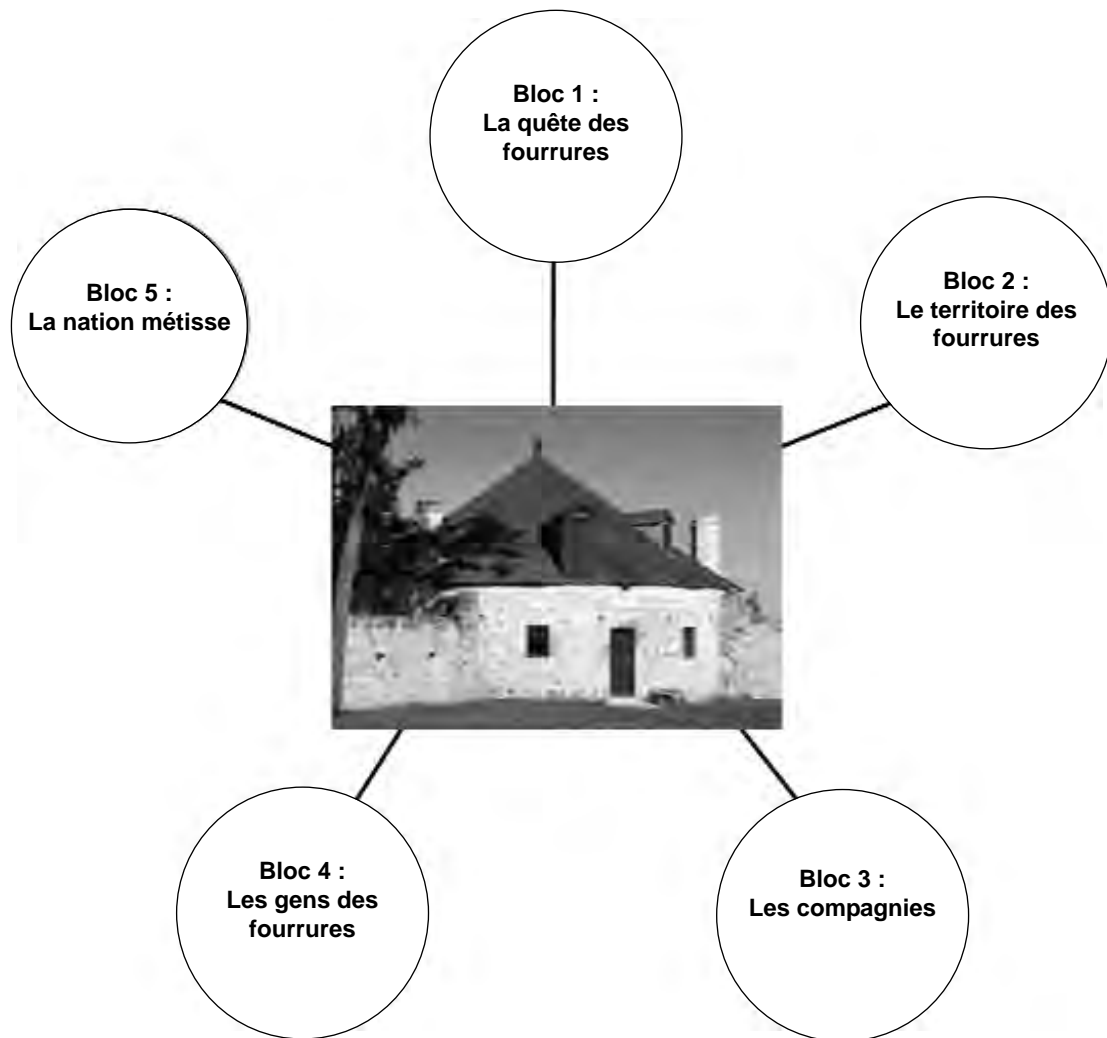 Bloc 1 :
La quête des
fourrures
Bloc 2 :
Le territoire des
fourrures
Bloc 3 :
Les compagnies
Bloc 4 :
Les gens des
fourrures
Bloc 5 :
La nation métisse